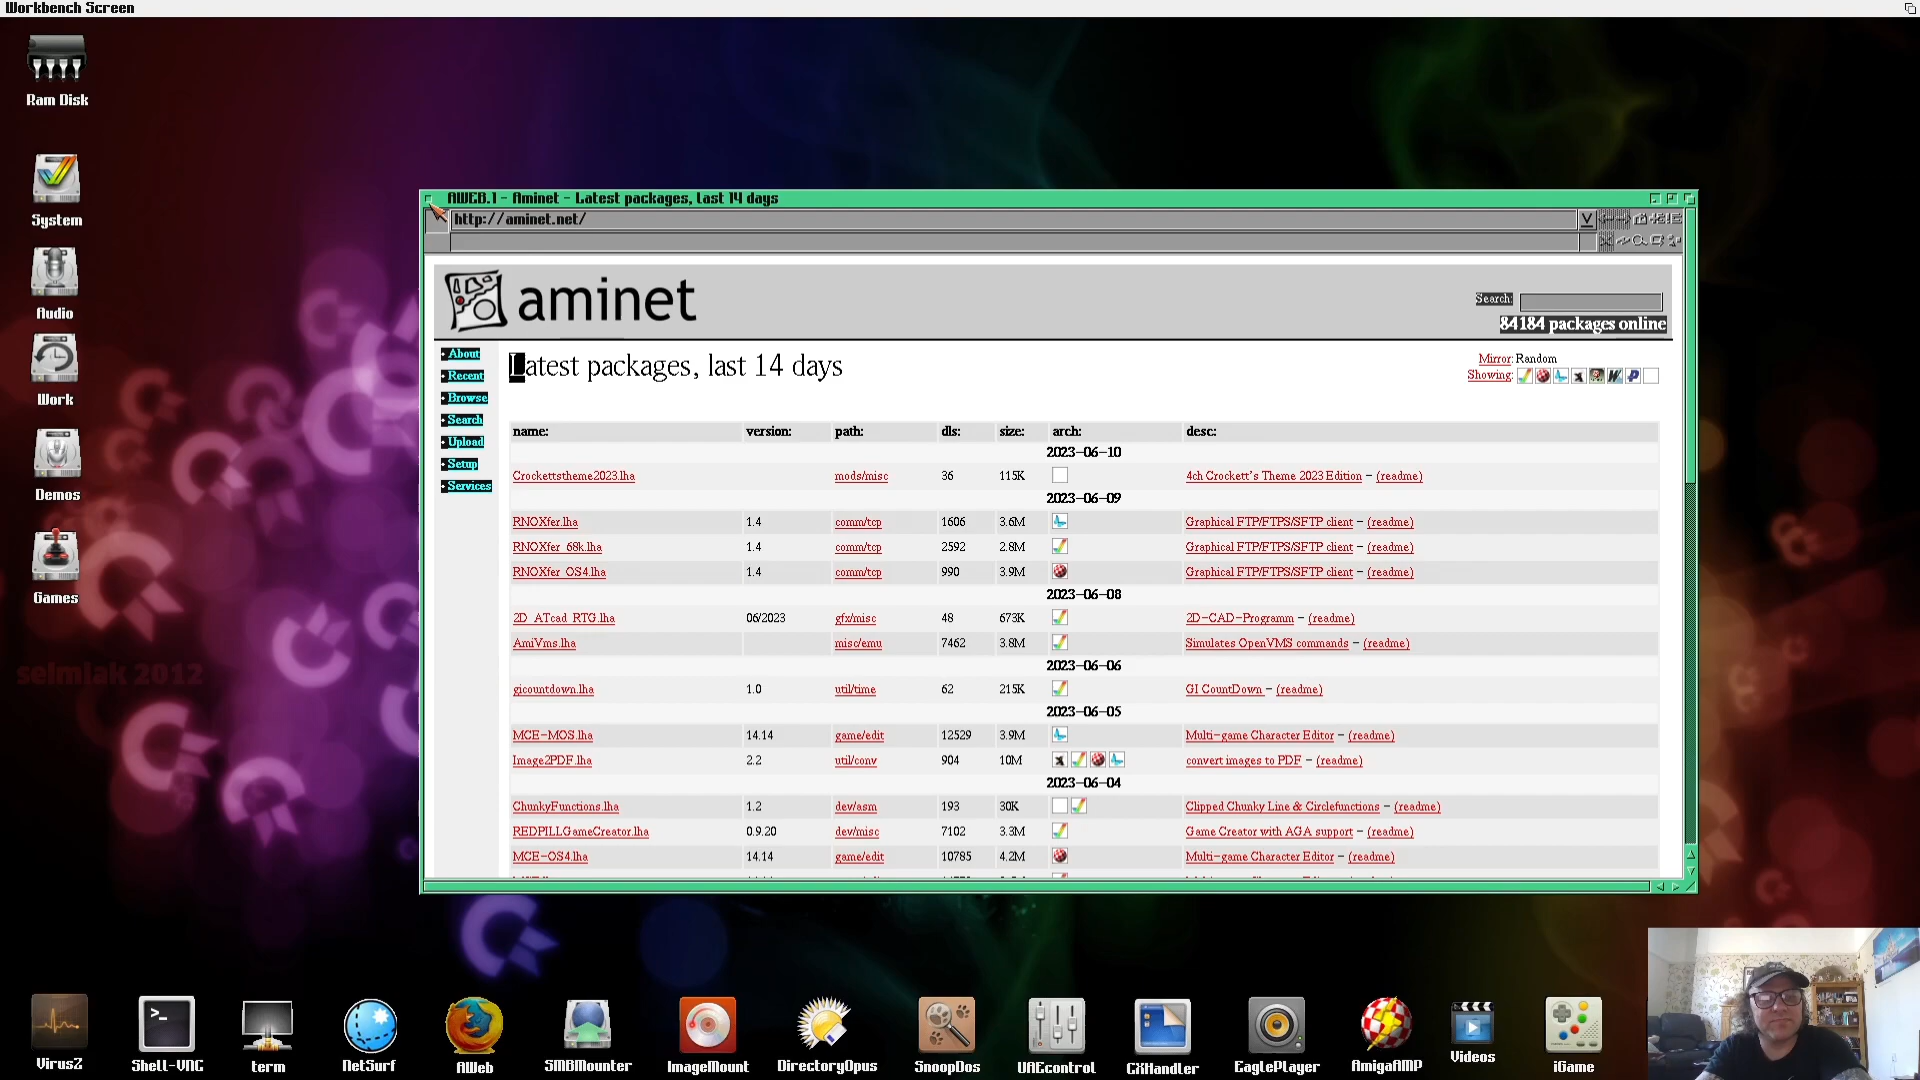 Workbench Screen
Ram Disk
System
Audio
Work
Demos
Games
selmiak 2012
AWEB.1 - Aminet - Latest packages, last 14 days
http://aminet.net/
aminet
Search:
84184 packages online
About
Recent
Browse
Search
Upload
Setup
Services
Latest packages, last 14 days
Mirror: Random
Showing:
name: version: path: dls: size: arch: desc:
2023-06-10
Crockettstheme2023.lha mods/misc 36 115K 4ch Crockett's Theme 2023 Edition - (readme)
2023-06-09
RNOXfer.lha 1.4 comm/tcp 1606 3.6M Graphical FTP/FTPS/SFTP client - (readme)
RNOXfer_68k.lha 1.4 comm/tcp 2592 2.8M Graphical FTP/FTPS/SFTP client - (readme)
RNOXfer_OS4.lha 1.4 comm/tcp 990 3.9M Graphical FTP/FTPS/SFTP client - (readme)
2023-06-08
2D_ATcad_RTG.lha 06/2023 gfx/misc 48 673K 2D-CAD-Programm - (readme)
AmiVms.lha misc/emu 7462 3.8M Simulates OpenVMS commands - (readme)
2023-06-06
gicountdown.lha 1.0 util/time 62 215K GI CountDown - (readme)
2023-06-05
MCE-MOS.lha 14.14 game/edit 12529 3.9M Multi-game Character Editor - (readme)
Image2PDF.lha 2.2 util/conv 904 10M convert images to PDF - (readme)
2023-06-04
ChunkyFunctions.lha 1.2 dev/asm 193 30K Clipped Chunky Line & Circlefunctions - (readme)
REDPILLGameCreator.lha 0.9.20 dev/misc 7102 3.3M Game Creator with AGA support - (readme)
MCE-OS4.lha 14.14 game/edit 10785 4.2M Multi-game Character Editor - (readme)
VirusZ
Shell-VNC
term
NetSurf
AWeb
SMBMounter
ImageMount
DirectoryOpus
SnoopDos
UAEcontrol
CXHandler
EaglePlayer
AmigaAMP
Videos
iGame